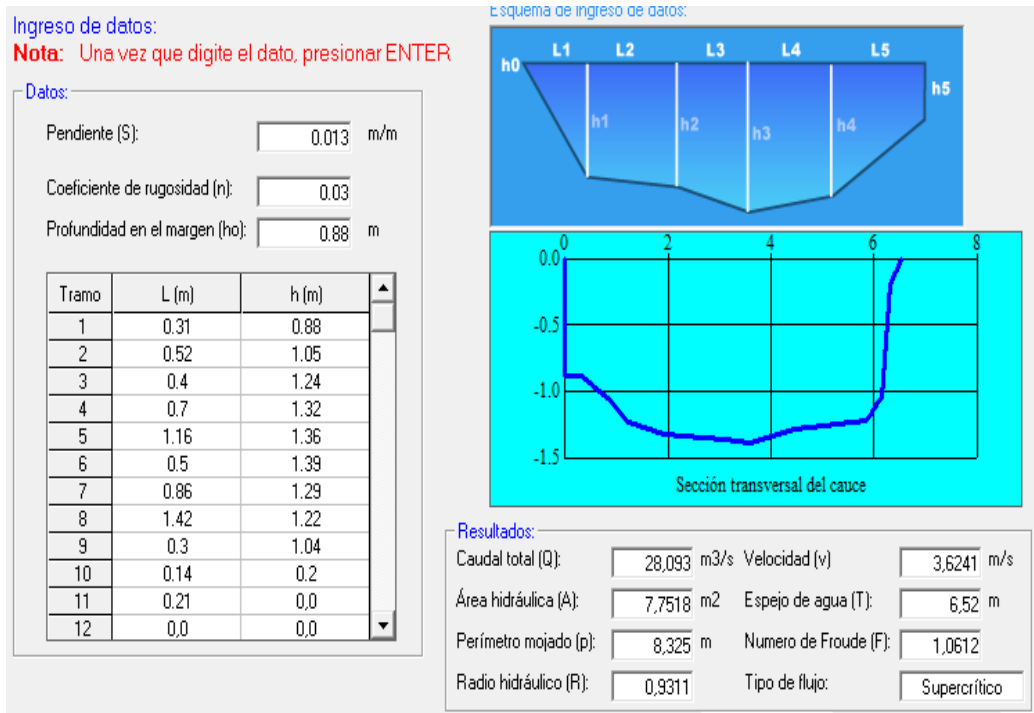 Ingreso de datos:
Nota: Una vez que digite el dato, presionar ENTER
Datos:
Pendiente (S): 0.013 m/m
Coeficiente de rugosidad (n): 0.03
Profundidad en el margen (ho): 0.88 m
Tramo L (m) h (m)
1 0.31 0.88
2 0.52 1.05
3 0.4 1.24
4 0.7 1.32
5 1.16 1.36
6 0.5 1.39
7 0.86 1.29
8 1.42 1.22
9 0.3 1.04
10 0.14 0.2
11 0.21 0,0
12 0,0 0,0
Esquema de ingreso de datos:
L1 L2 L3 L4 L5
h0 h1 h2 h3 h4 h5
0 2 4 6 8
0.0
-0.5
-1.0
-1.5
Sección transversal del cauce
Resultados:
Caudal total (Q): 28,093 m3/s Velocidad (v) 3,6241 m/s
Área hidráulica (A): 7,7518 m2 Espejo de agua (T): 6,52 m
Perímetro mojado (p): 8,325 m Numero de Froude (F): 1,0612
Radio hidráulico (R): 0,9311 Tipo de flujo: Supercrítico